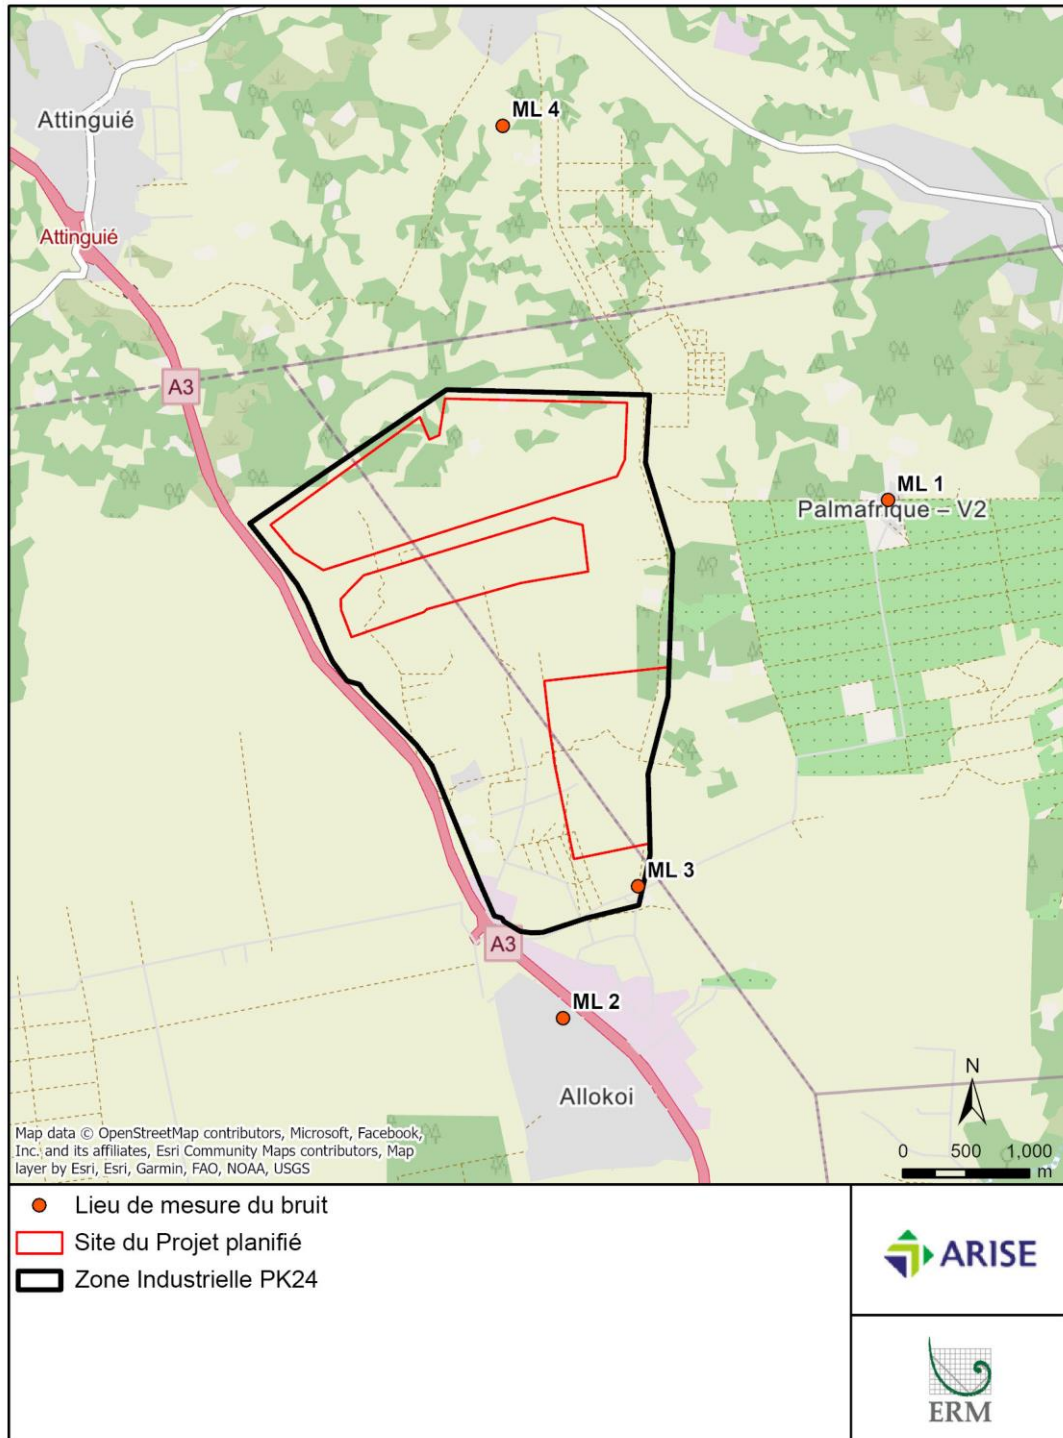 ML 4
Attinguié
Attinguié
A3
ML 1
Palmafrique – V2
ML 3
A3
ML 2
Allokoi
N
0 500 1,000
m
Map data © OpenStreetMap contributors, Microsoft, Facebook,
Inc. and its affiliates, Esri Community Maps contributors, Map
layer by Esri, Esri, Garmin, FAO, NOAA, USGS
Lieu de mesure du bruit
Site du Projet planifié
Zone Industrielle PK24
ARISE
ERM